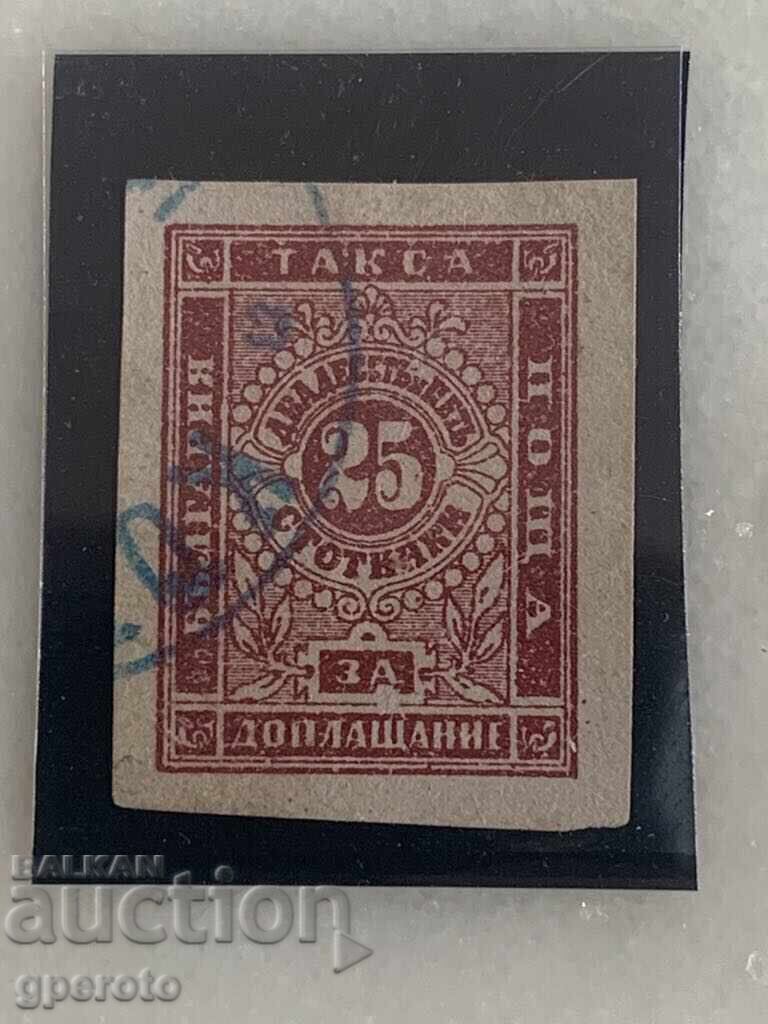 ТАКСА
БЪЛГАРИЯ
ПОЩА
ДВАДЕСЕТЬ и ПЕТЬ
25
СТОТИНКИ
ЗА
ДОПЛАЩАНИЕ
BALKAN
auction
gperoto